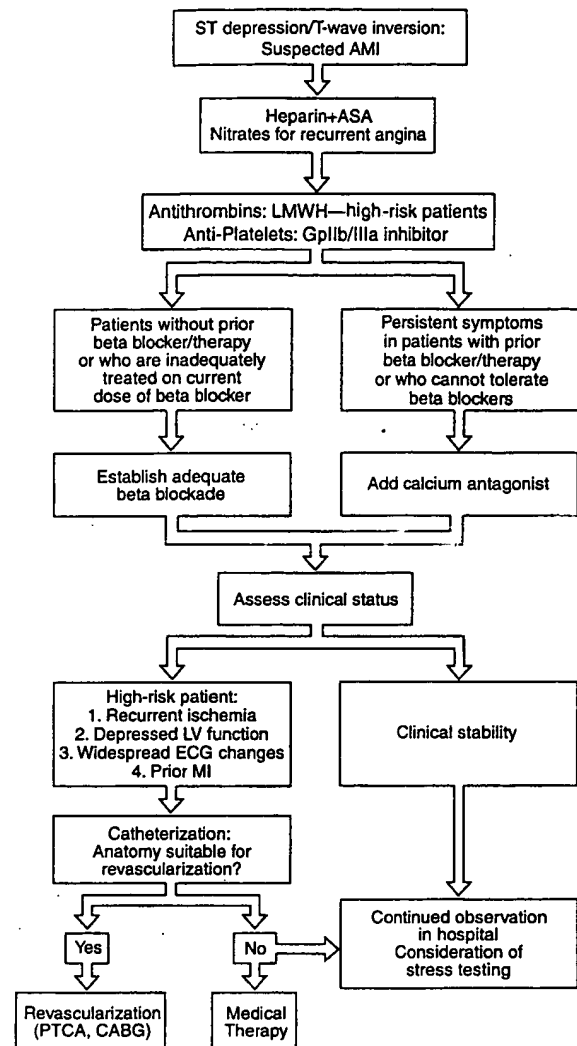 ST depression/T-wave inversion:
Suspected AMI
Heparin+ASA
Nitrates for recurrent angina
Antithrombins: LMWH—high-risk patients
Anti-Platelets: GpIIb/IIIa inhibitor
Patients without prior
beta blocker/therapy
or who are inadequately
treated on current
dose of beta blocker
Persistent symptoms
in patients with prior
beta blocker/therapy
or who cannot tolerate
beta blockers
Establish adequate
beta blockade
Add calcium antagonist
Assess clinical status
High-risk patient:
1. Recurrent ischemia
2. Depressed LV function
3. Widespread ECG changes
4. Prior MI
Clinical stability
Catheterization:
Anatomy suitable for
revascularization?
Yes
No
Continued observation
in hospital
Consideration of
stress testing
Revascularization
(PTCA, CABG)
Medical
Therapy